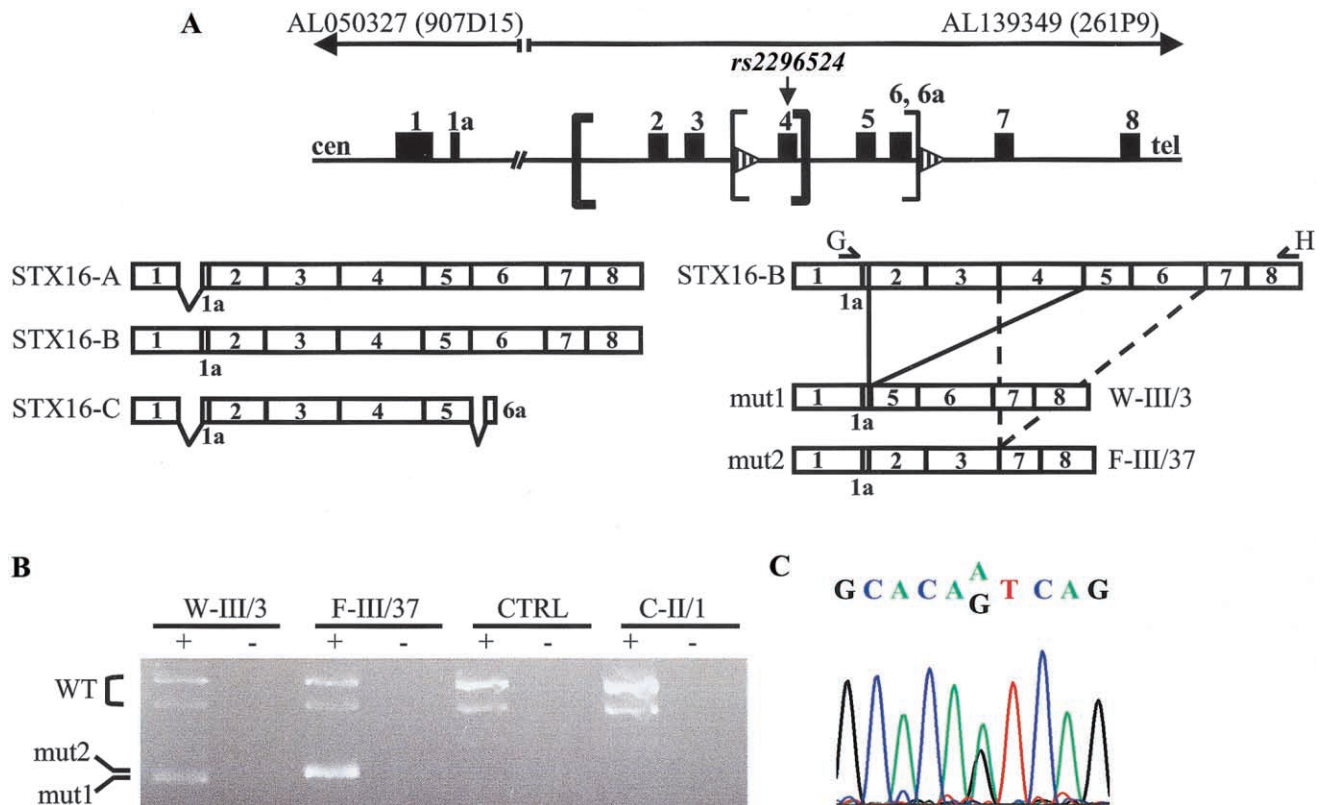 A
AL050327 (907D15) AL139349 (261P9)
rs2296524
1 1a 2 3 4 5 6, 6a 7 8
cen tel
STX16-A 1 2 3 4 5 6 7 8
1a
STX16-B 1 2 3 4 5 6 7 8
1a
STX16-C 1 2 3 4 5 6a
1a
G H
STX16-B 1 2 3 4 5 6 7 8
1a
mut1 1 5 6 7 8 W-III/3
1a
mut2 1 2 3 7 8 F-III/37
1a
B
W-III/3 F-III/37 CTRL C-II/1
+ - + - + - + -
WT
mut2
mut1
C
A
G C A C A T C A G
G